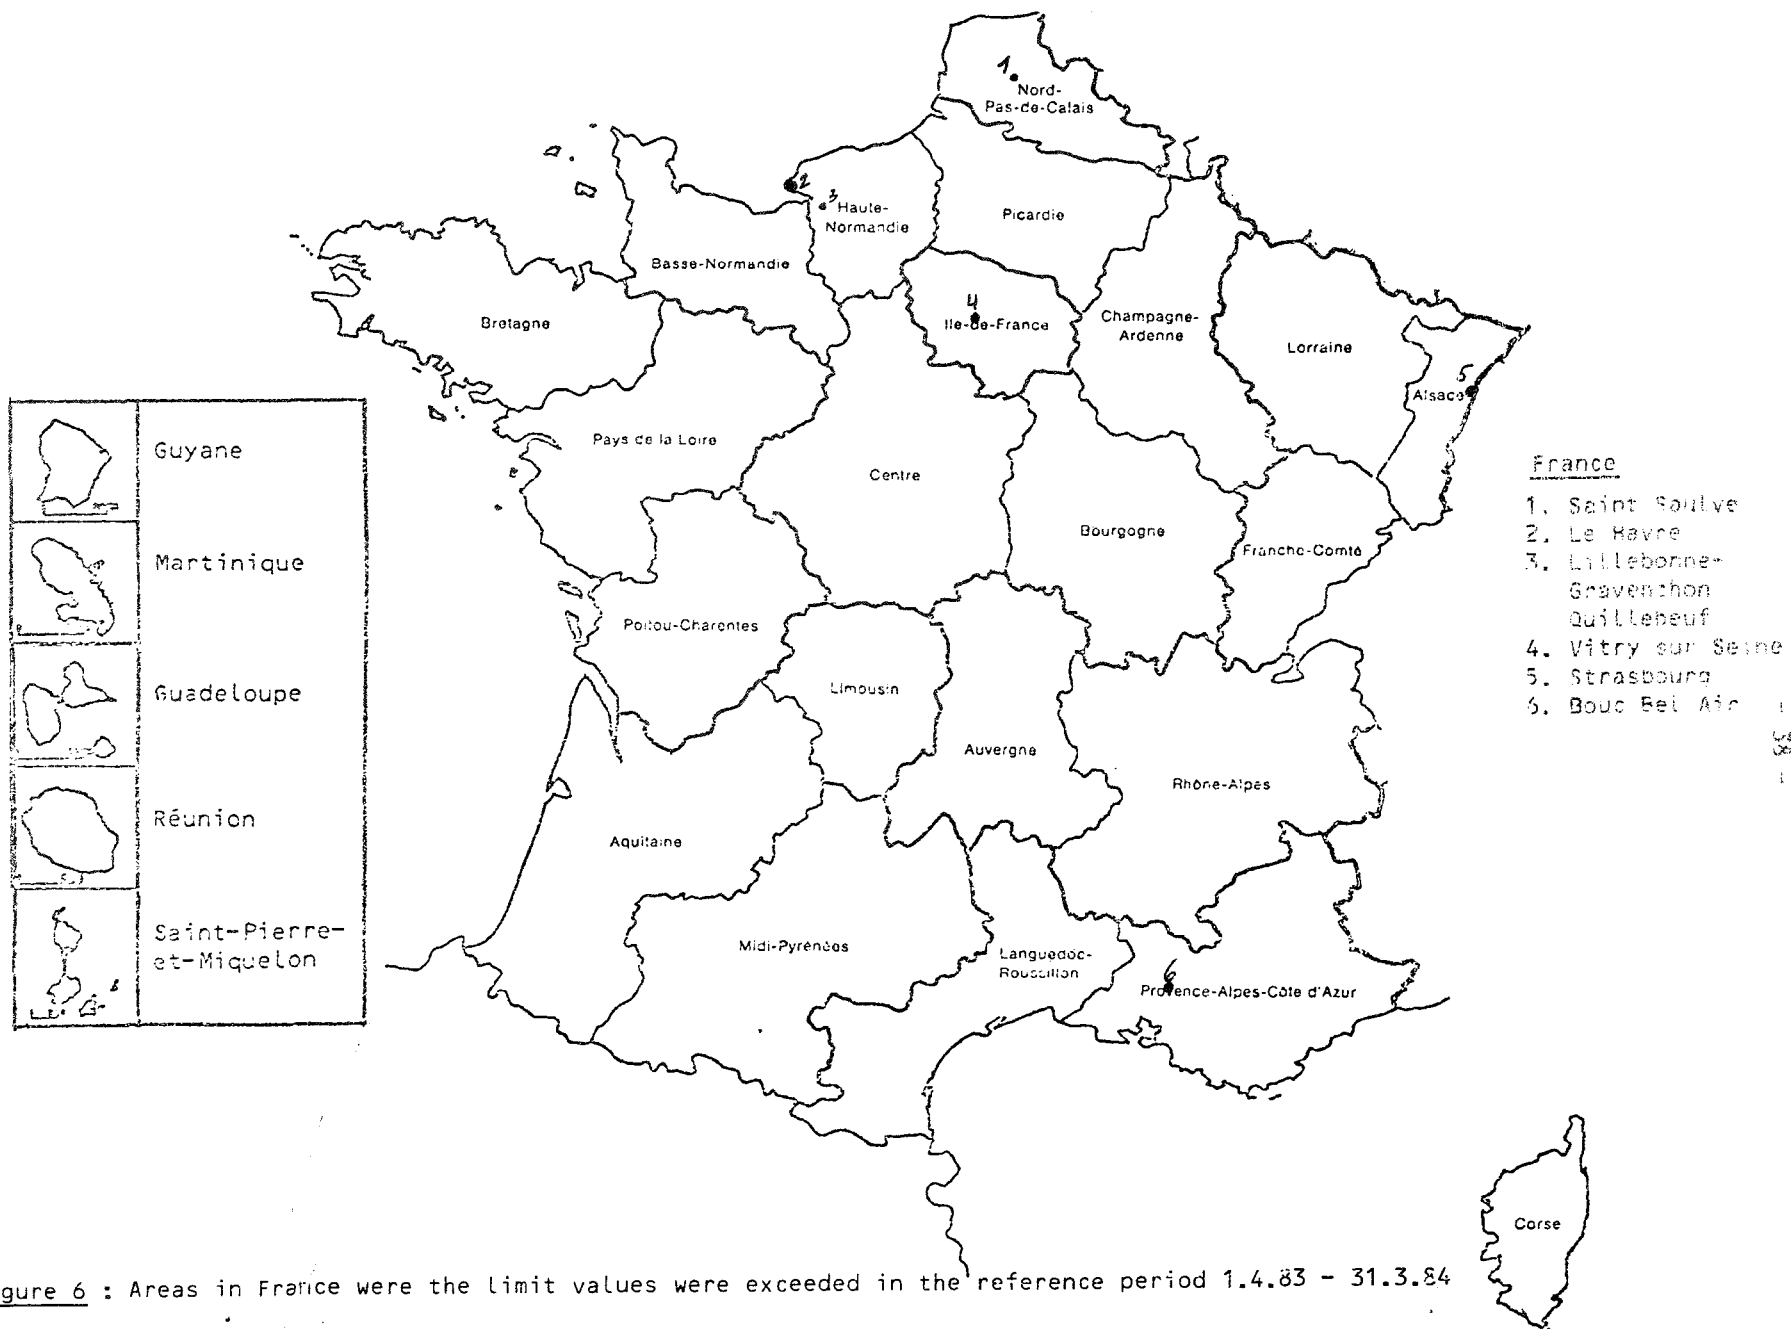 1
Nord-
Pas-de-Calais
2
3
Haute-
Normandie
Picardie
Basse-Normandie
Bretagne
4
Ile-de-France
Champagne-
Ardenne
Lorraine
5
Alsace
Pays de la Loire
Centre
Bourgogne
Franche-Comté
Poitou-Charentes
Limousin
Auvergne
Rhône-Alpes
Aquitaine
Midi-Pyrénées
Languedoc-
Roussillon
6
Provence-Alpes-Côte d'Azur
Corse
Guyane
Martinique
Guadeloupe
Réunion
Saint-Pierre-
et-Miquelon
France
1. Saint Saulve
2. Le Havre
3. Lillebonne-
Gravenchon
Quillebeuf
4. Vitry sur Seine
5. Strasbourg
6. Bouc Bel Air
- 38 -
gure 6 : Areas in France were the limit values were exceeded in the reference period 1.4.83 - 31.3.84